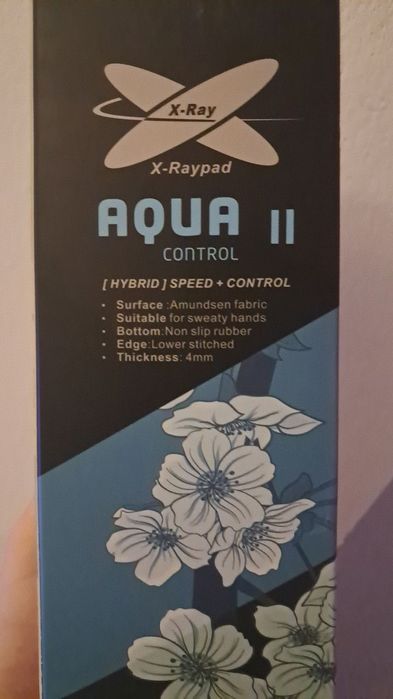 X-Ray
X-Raypad
AQUA II
CONTROL
[ HYBRID ] SPEED + CONTROL
• Surface :Amundsen fabric
• Suitable for sweaty hands
• Bottom:Non slip rubber
• Edge:Lower stitched
• Thickness: 4mm